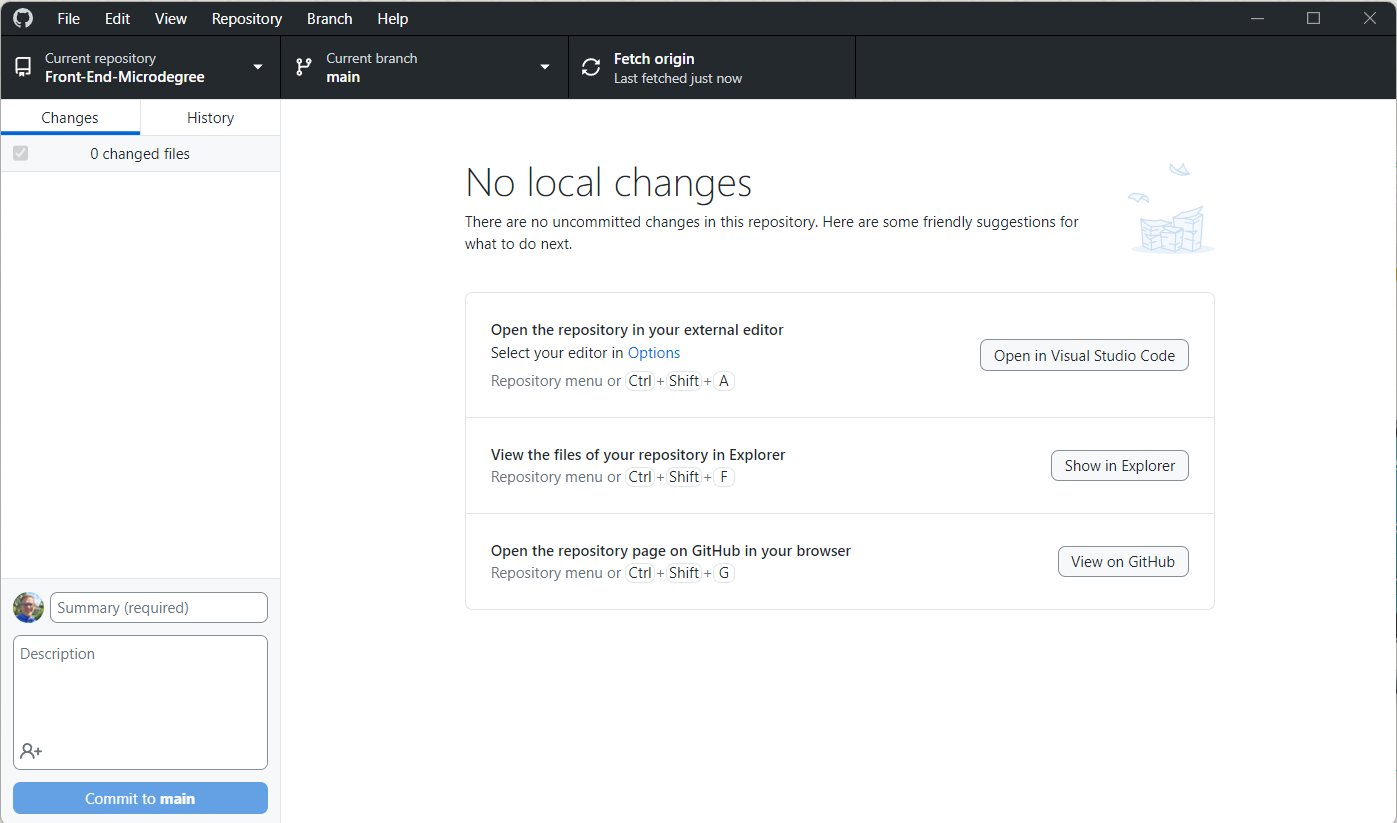 File Edit View Repository Branch Help
Current repository
Front-End-Microdegree
Current branch
main
Fetch origin
Last fetched just now
Changes History
0 changed files
No local changes
There are no uncommitted changes in this repository. Here are some friendly suggestions for
what to do next.
Open the repository in your external editor
Select your editor in Options
Repository menu or Ctrl + Shift + A
Open in Visual Studio Code
View the files of your repository in Explorer
Repository menu or Ctrl + Shift + F
Show in Explorer
Open the repository page on GitHub in your browser
Repository menu or Ctrl + Shift + G
View on GitHub
Summary (required)
Description
Commit to main